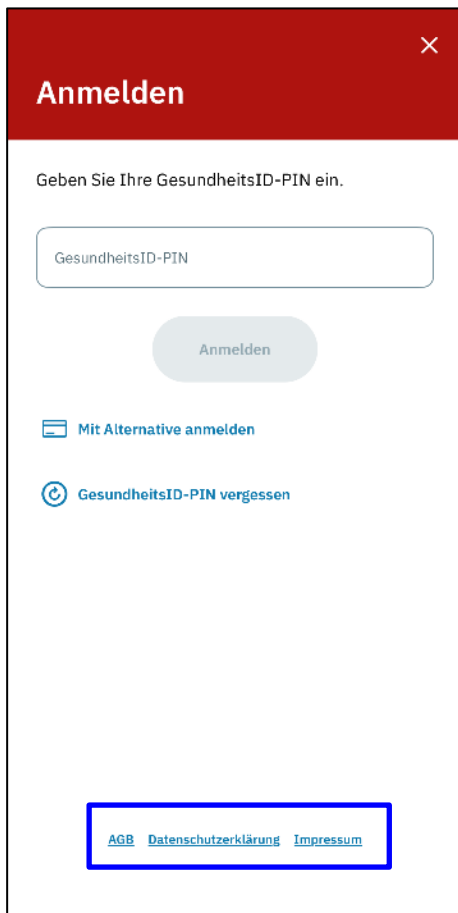 Anmelden
Geben Sie Ihre GesundheitsID-PIN ein.
GesundheitsID-PIN
Anmelden
Mit Alternative anmelden
GesundheitsID-PIN vergessen
AGB Datenschutzerklärung Impressum